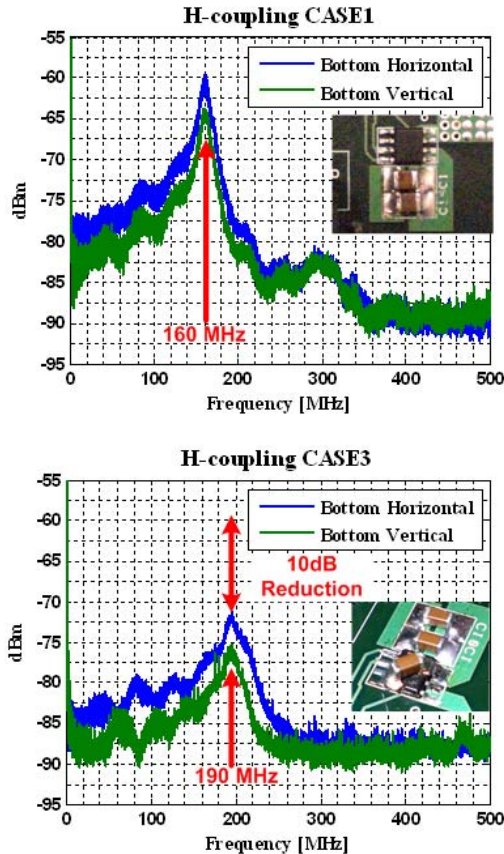 H-coupling CASE1
-55
-60
-65
-70
-75
-80
-85
-90
-95
dBm
Bottom Horizontal
Bottom Vertical
160 MHz
0 100 200 300 400 500
Frequency [MHz]
H-coupling CASE3
-55
-60
-65
-70
-75
-80
-85
-90
-95
dBm
Bottom Horizontal
Bottom Vertical
10dB
Reduction
190 MHz
0 100 200 300 400 500
Frequency [MHz]